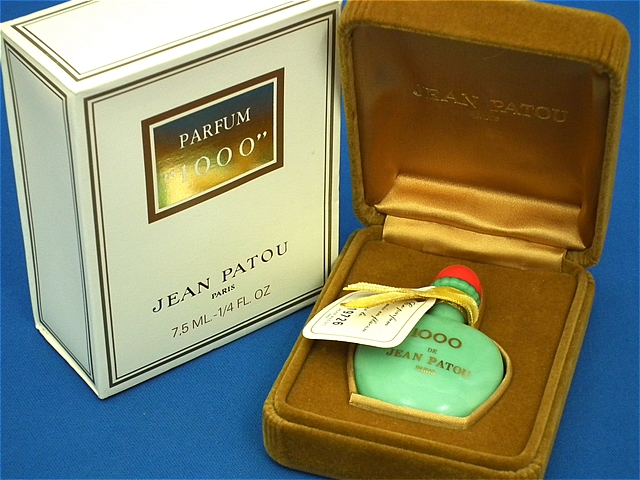 PARFUM
"1000"
JEAN PATOU
PARIS
7.5 ML-1/4 FL OZ
JEAN PATOU
PARIS
1000
DE
JEAN PATOU
PARIS